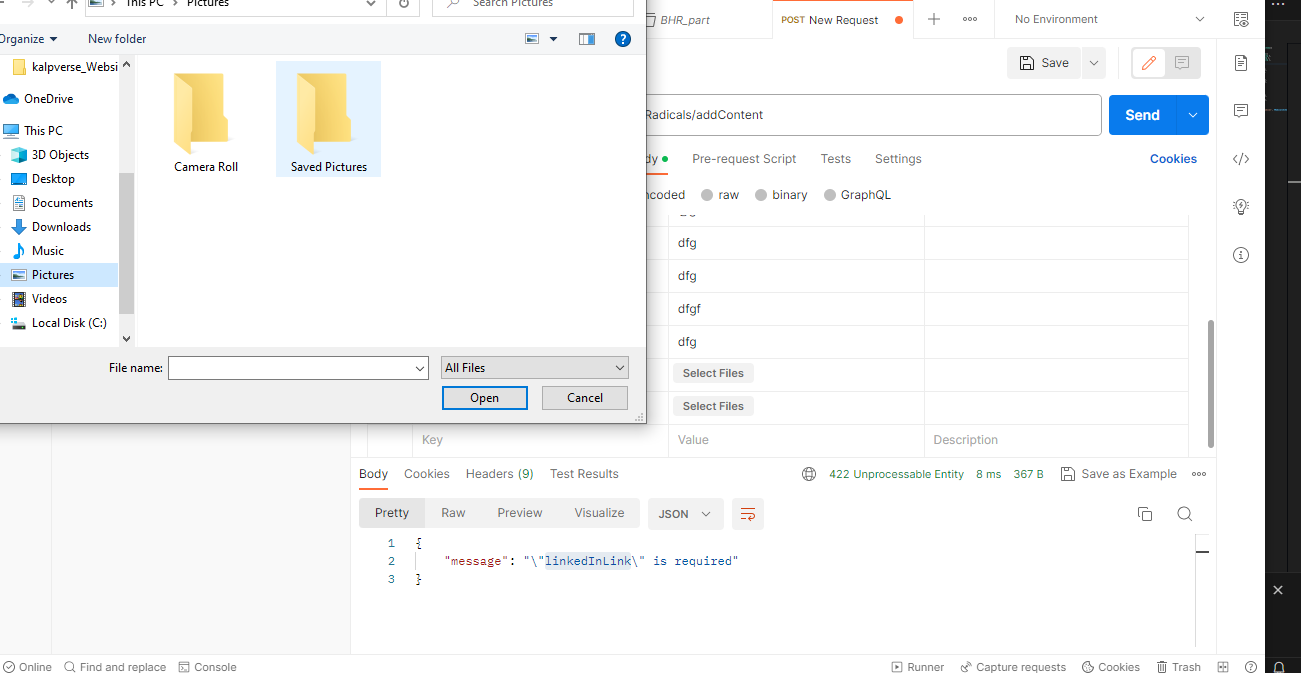 This PC
Pictures
Search Pictures
Organize
New folder
kalpverse_Websi
OneDrive
This PC
3D Objects
Desktop
Documents
Downloads
Music
Pictures
Videos
Local Disk (C:)
Camera Roll
Saved Pictures
File name:
All Files
Open
Cancel
BHR_part
POST New Request
No Environment
Save
Radicals/addContent
Send
dy
Pre-request Script
Tests
Settings
Cookies
ncoded
raw
binary
GraphQL
dfg
dfg
dfgf
dfg
Select Files
Select Files
Key
Value
Description
Body
Cookies
Headers (9)
Test Results
422 Unprocessable Entity
8 ms
367 B
Save as Example
Pretty
Raw
Preview
Visualize
JSON
1 {
2 "message": "\"linkedInLink\" is required"
3 }
Online
Find and replace
Console
Runner
Capture requests
Cookies
Trash